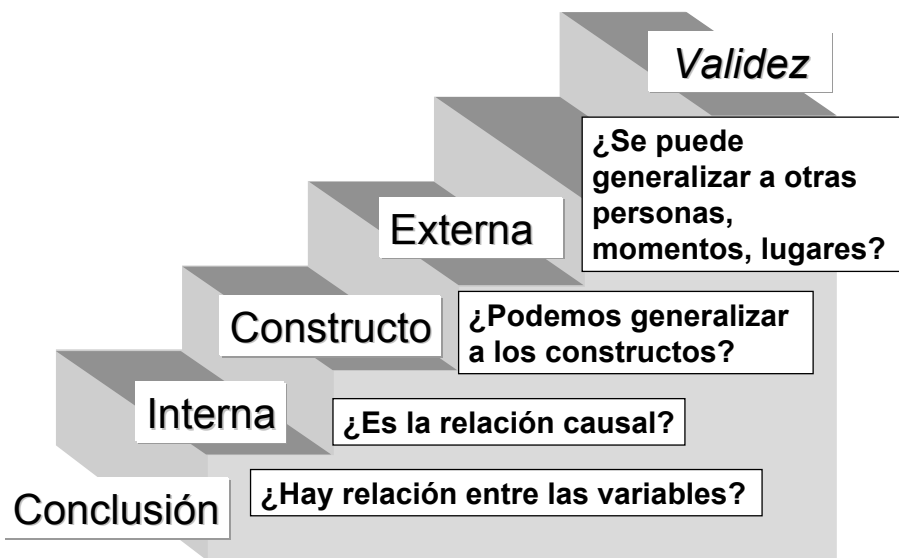 Validez
¿Se puede
generalizar a otras
personas,
momentos, lugares?
Externa
¿Podemos generalizar
a los constructos?
Constructo
¿Es la relación causal?
Interna
¿Hay relación entre las variables?
Conclusión